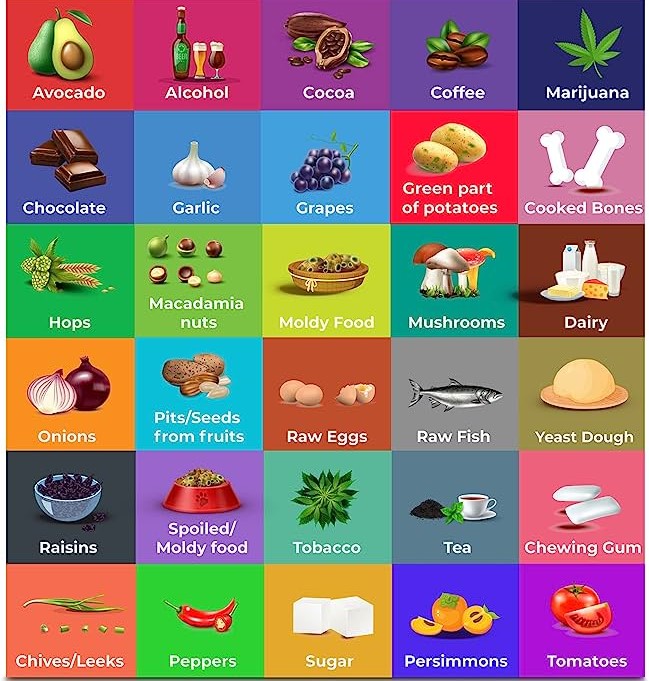 Avocado
Alcohol
Cocoa
Coffee
Marijuana
Chocolate
Garlic
Grapes
Green part
of potatoes
Cooked Bones
Hops
Macadamia
nuts
Moldy Food
Mushrooms
Dairy
Onions
Pits/Seeds
from fruits
Raw Eggs
Raw Fish
Yeast Dough
Raisins
Spoiled/
Moldy food
Tobacco
Tea
Chewing Gum
Chives/Leeks
Peppers
Sugar
Persimmons
Tomatoes